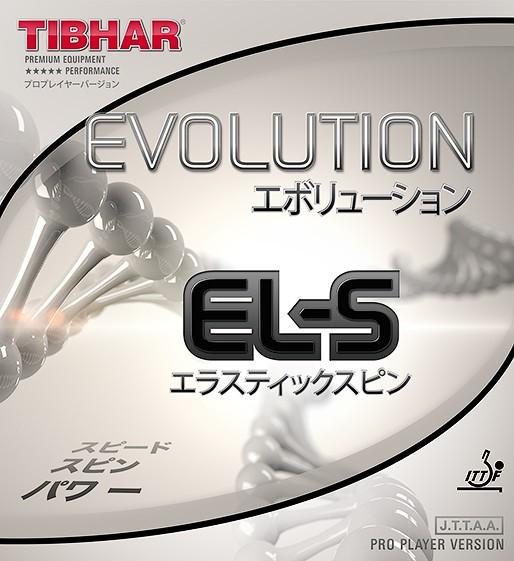 TIBHAR®
PREMIUM EQUIPMENT
★★★★★ PERFORMANCE
プロプレイヤーバージョン
EVOLUTION
エボリューション
EL-S
エラスティックスピン
スピード
スピン
パワー
ITTF
J.T.T.A.A.
PRO PLAYER VERSION